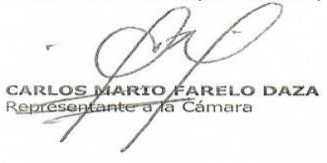 CARLOS MARIO FARELO DAZA
Representante a la Cámara